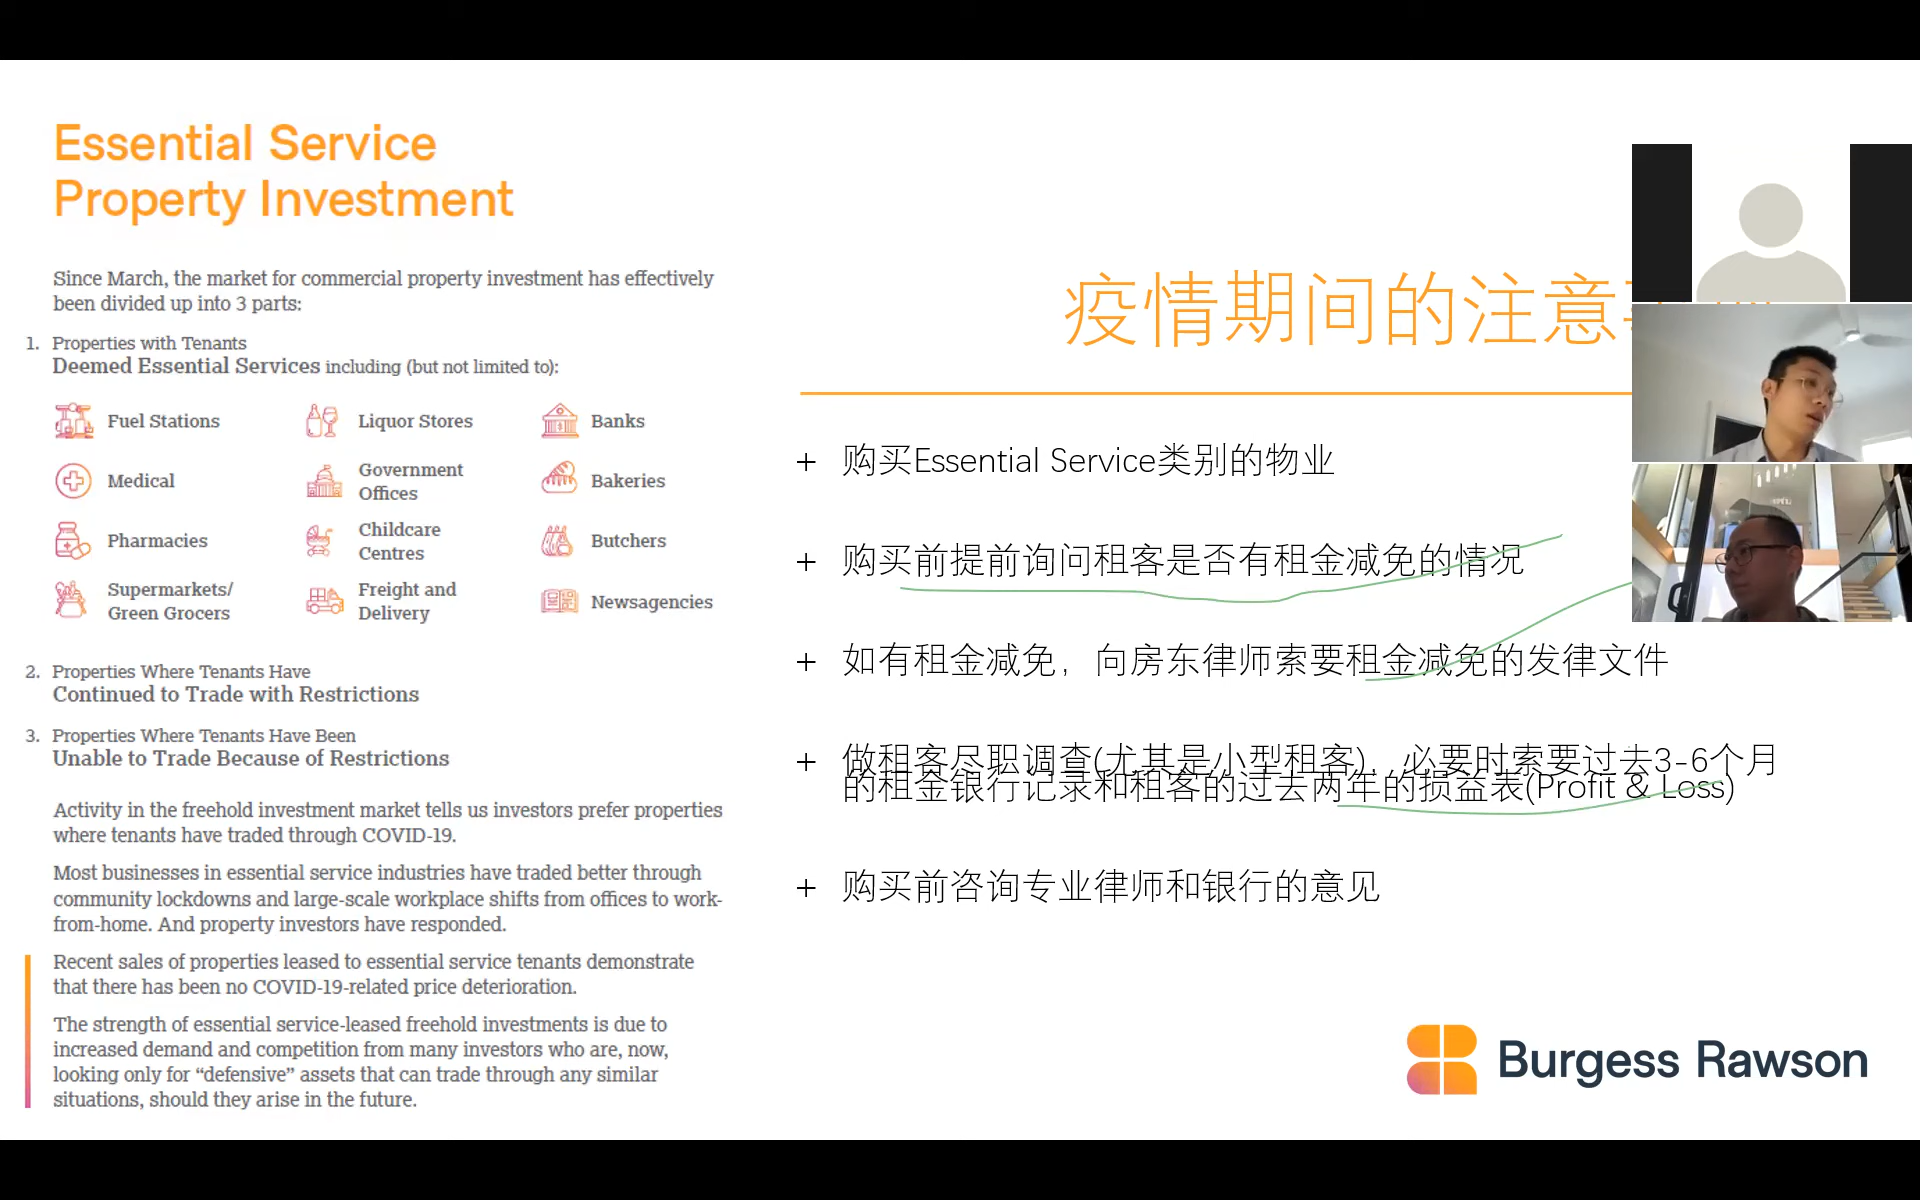 Essential Service
Property Investment
Since March, the market for commercial property investment has effectively
been divided up into 3 parts:
1. Properties with Tenants
Deemed Essential Services including (but not limited to):
Fuel Stations
Liquor Stores
Banks
Medical
Government
Offices
Bakeries
Pharmacies
Childcare
Centres
Butchers
Supermarkets/
Green Grocers
Freight and
Delivery
Newsagencies
2. Properties Where Tenants Have
Continued to Trade with Restrictions
3. Properties Where Tenants Have Been
Unable to Trade Because of Restrictions
Activity in the freehold investment market tells us investors prefer properties
where tenants have traded through COVID-19.
Most businesses in essential service industries have traded better through
community lockdowns and large-scale workplace shifts from offices to work-
from-home. And property investors have responded.
Recent sales of properties leased to essential service tenants demonstrate
that there has been no COVID-19-related price deterioration.
The strength of essential service-leased freehold investments is due to
increased demand and competition from many investors who are, now,
looking only for “defensive” assets that can trade through any similar
situations, should they arise in the future.
疫情期间的注意
+ 购买Essential Service类别的物业
+ 购买前提前询问租客是否有租金减免的情况
+ 如有租金减免，向房东律师索要租金减免的发律文件
+ 做租客尽职调查(尤其是小型租客)，必要时索要过去3-6个月
的租金银行记录和租客的过去两年的损益表(Profit & Loss)
+ 购买前咨询专业律师和银行的意见
Burgess Rawson